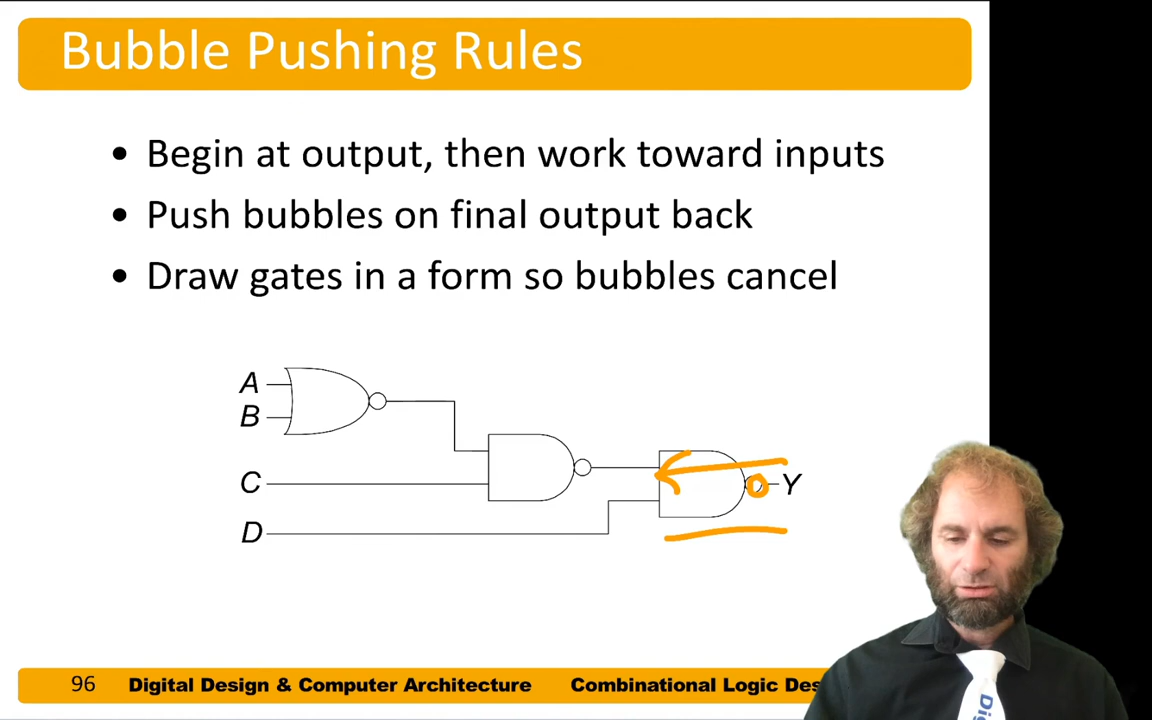 Bubble Pushing Rules
• Begin at output, then work toward inputs
• Push bubbles on final output back
• Draw gates in a form so bubbles cancel
A
B
C
D
Y
96 Digital Design & Computer Architecture Combinational Logic Des
Dig